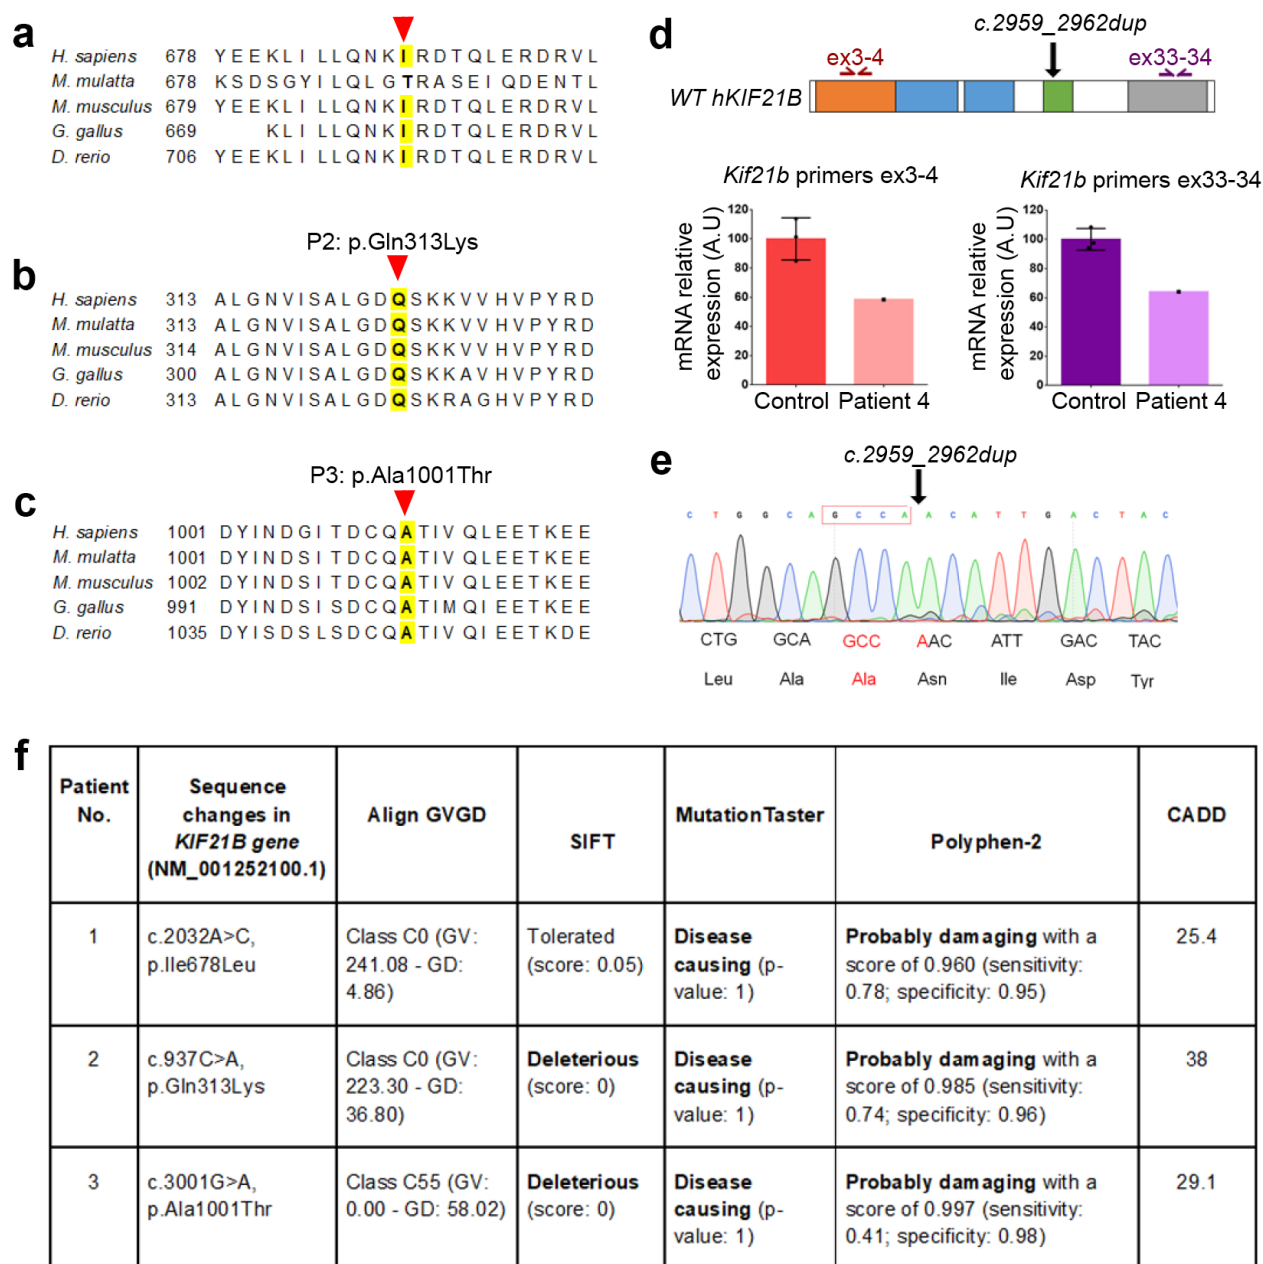 a
H. sapiens 678 YEEKLILLQNKIRDTQLERDRVL
M. mulatta 678 KSDSGYILQLGTRASEIQDENTL
M. musculus 679 YEEKLILLQNKIRDTQLERDRVL
G. gallus 669 KLILLQNKIRDTQLERDRVL
D. rerio 706 YEEKLILLQNKIRDTQLERDRVL
P2: p.Gln313Lys
b
H. sapiens 313 ALGNVISALGDQSKKVVHVPYRD
M. mulatta 313 ALGNVISALGDQSKKVVHVPYRD
M. musculus 314 ALGNVISALGDQSKKVVHVPYRD
G. gallus 300 ALGNVISALGDQSKKAVHVPYRD
D. rerio 313 ALGNVISALGDQSKRAGHVPYRD
P3: p.Ala1001Thr
c
H. sapiens 1001 DYINDGITDCQATIVQLEETKEE
M. mulatta 1001 DYINDSITDCQATIVQLEETKEE
M. musculus 1002 DYINDSITDCQATIVQLEETKEE
G. gallus 991 DYINDSISDCQATIMQIEETKEE
D. rerio 1035 DYISDSLSDCQATIVQIEETKDE
d
c.2959_2962dup
ex3-4 ex33-34
WT hKIF21B
Kif21b primers ex3-4
mRNA relative
expression (A.U)
120
100
80
60
40
20
0
Control Patient 4
Kif21b primers ex33-34
mRNA relative
expression (A.U)
120
100
80
60
40
20
0
Control Patient 4
e
c.2959_2962dup
C T G G C A G C C A A C A T T G A C T A C
CTG GCA GCC AAC ATT GAC TAC
Leu Ala Ala Asn Ile Asp Tyr
f
Patient No.
Sequence changes in KIF21B gene (NM_001252100.1)
Align GVGD
SIFT
MutationTaster
Polyphen-2
CADD
1
c.2032A>C,
p.Ile678Leu
Class C0 (GV:
241.08 - GD:
4.86)
Tolerated
(score: 0.05)
Disease
causing (p-
value: 1)
Probably damaging with a
score of 0.960 (sensitivity:
0.78; specificity: 0.95)
25.4
2
c.937C>A,
p.Gln313Lys
Class C0 (GV:
223.30 - GD:
36.80)
Deleterious
(score: 0)
Disease
causing (p-
value: 1)
Probably damaging with a
score of 0.985 (sensitivity:
0.74; specificity: 0.96)
38
3
c.3001G>A,
p.Ala1001Thr
Class C55 (GV:
0.00 - GD: 58.02)
Deleterious
(score: 0)
Disease
causing (p-
value: 1)
Probably damaging with a
score of 0.997 (sensitivity:
0.41; specificity: 0.98)
29.1